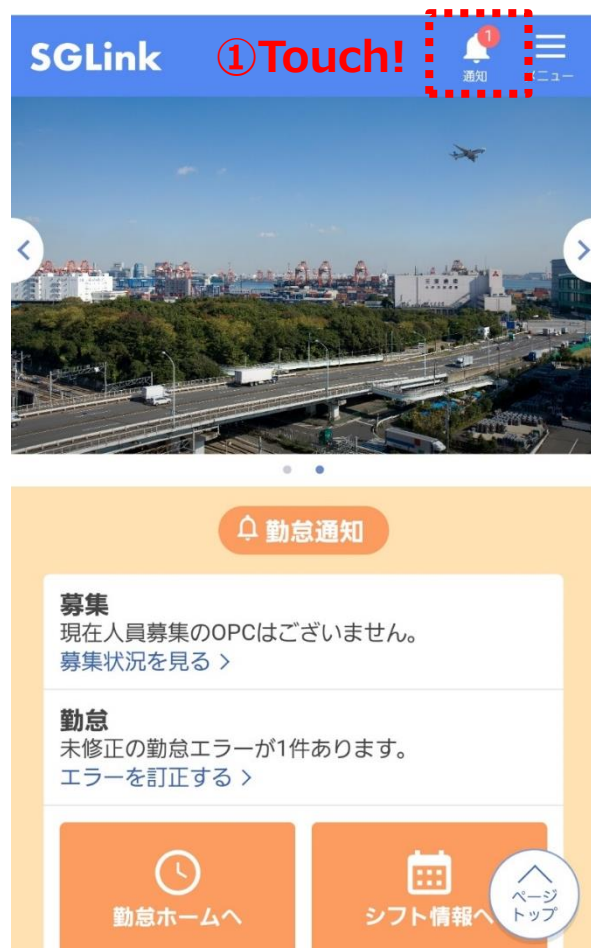 SGLink
①Touch!
1
通知
メニュー
勤怠通知
募集
現在人員募集のOPCはございません。
募集状況を見る >
勤怠
未修正の勤怠エラーが1件あります。
エラーを訂正する >
勤怠ホームへ
シフト情報へ
ページ
トップ